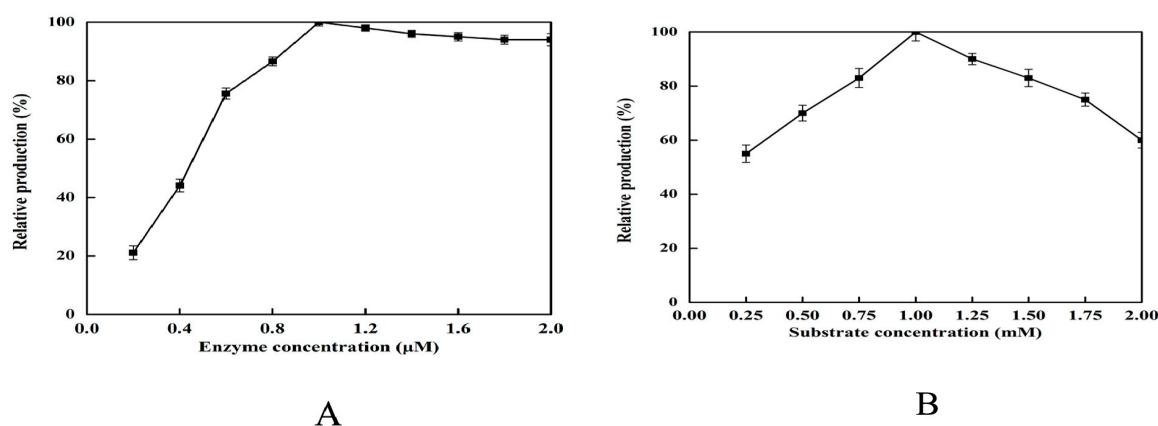 100
80
60
40
20
0
Relative production (%)
0.0 0.4 0.8 1.2 1.6 2.0
Enzyme concentration (μM)
A
100
80
60
40
20
0
Relative production (%)
0.00 0.25 0.50 0.75 1.00 1.25 1.50 1.75 2.00
Substrate concentration (mM)
B